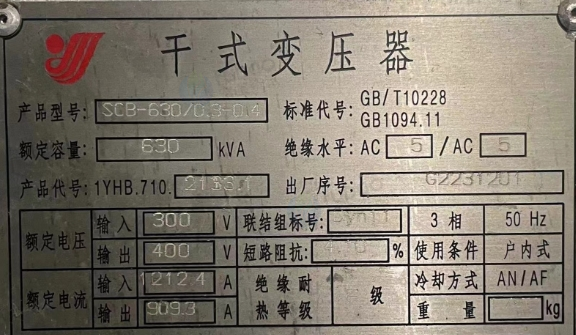 干式变压器
产品型号: SCB-630/0.3-0.4 标准代号: GB/T10228
GB1094.11
额定容量: 630 kVA 绝缘水平: AC 5 /AC 5
产品代号: 1YHB.710. 出厂序号: G2231201
额定电压 输入 300 V 联结组标号: Dyn11 3相 50 Hz
输出 400 V 短路阻抗: % 使用条件 户内式
额定电流 输入 1212.4 A 绝缘耐热等级 级 冷却方式 AN/AF
输出 909.3 A 重量 kg